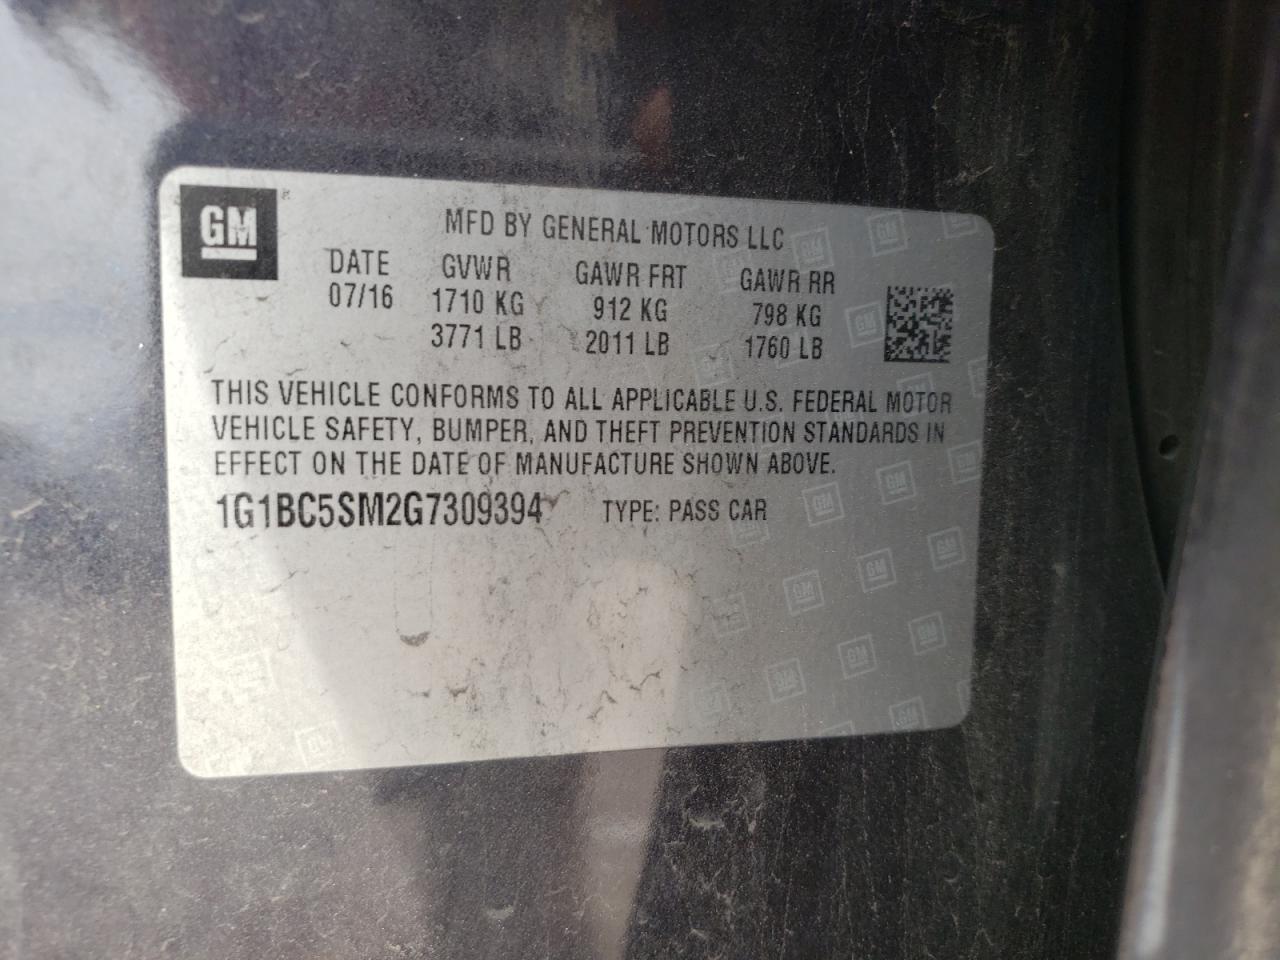 GM ®
MFD BY GENERAL MOTORS LLC
DATE GVWR GAWR FRT GAWR RR
07/16 1710 KG 912 KG 798 KG
3771 LB 2011 LB 1760 LB
THIS VEHICLE CONFORMS TO ALL APPLICABLE U.S. FEDERAL MOTOR
VEHICLE SAFETY, BUMPER, AND THEFT PREVENTION STANDARDS IN
EFFECT ON THE DATE OF MANUFACTURE SHOWN ABOVE.
1G1BC5SM2G7309394 TYPE: PASS CAR